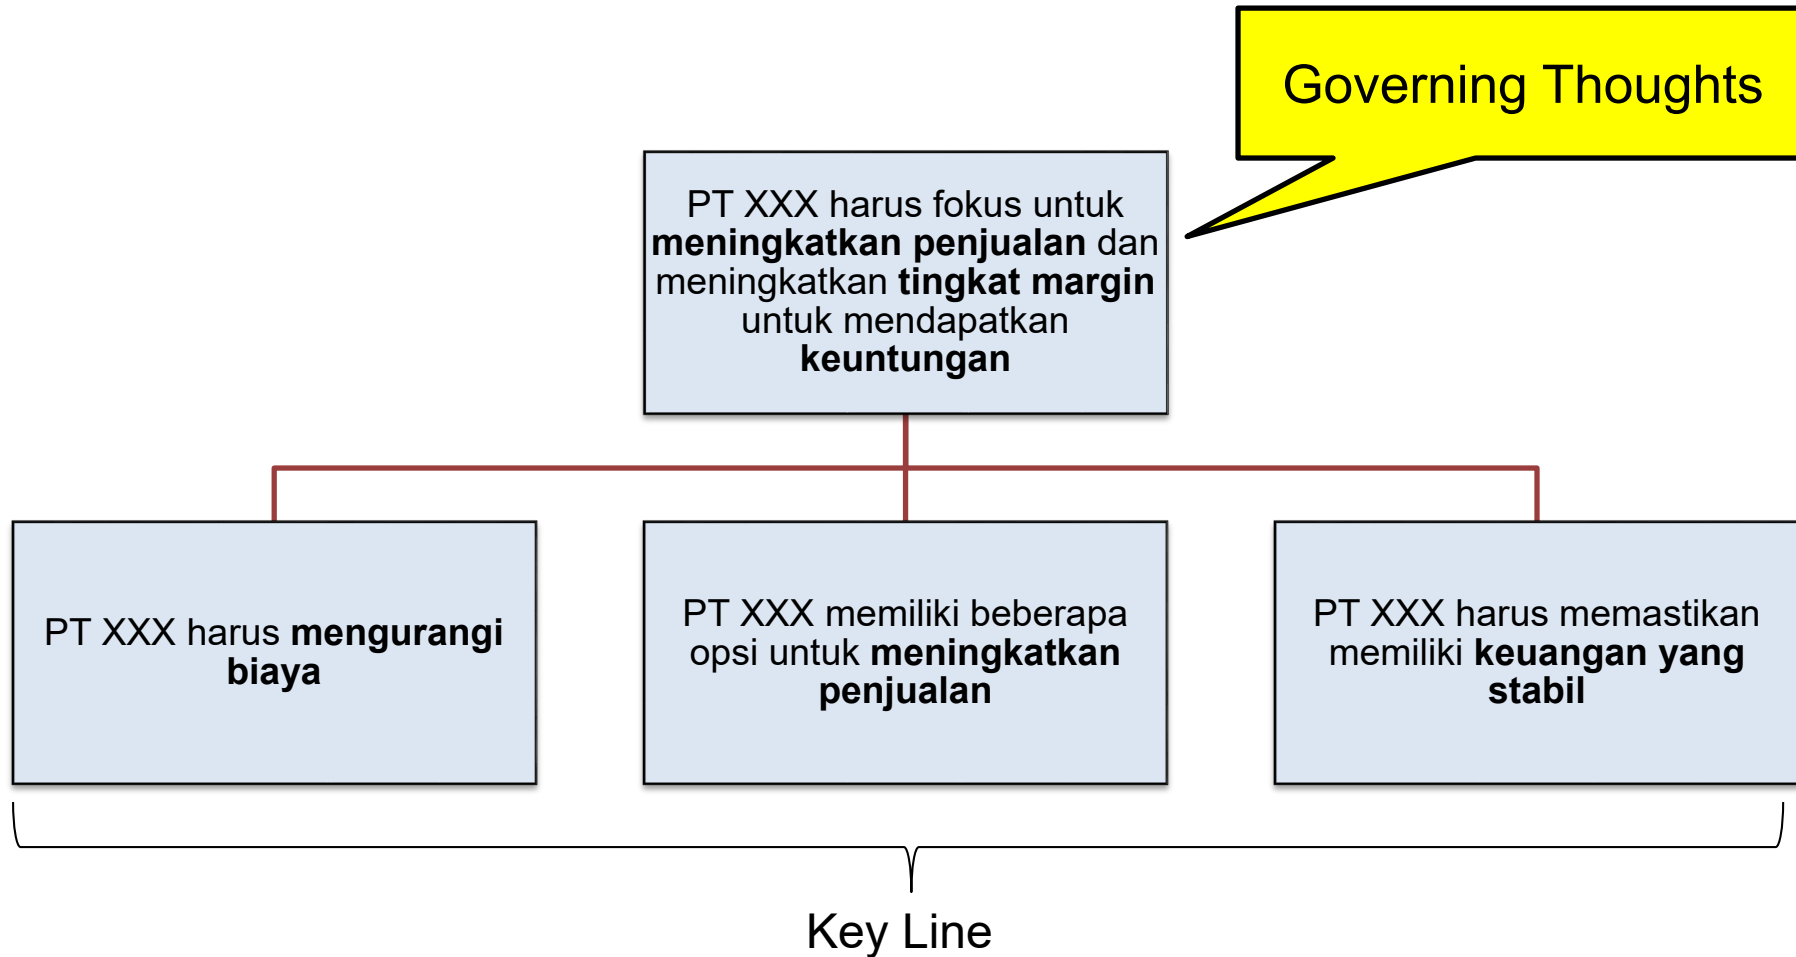 Governing Thoughts
PT XXX harus fokus untuk
meningkatkan penjualan dan
meningkatkan tingkat margin
untuk mendapatkan
keuntungan
PT XXX harus mengurangi
biaya
PT XXX memiliki beberapa
opsi untuk meningkatkan
penjualan
PT XXX harus memastikan
memiliki keuangan yang
stabil
Key Line